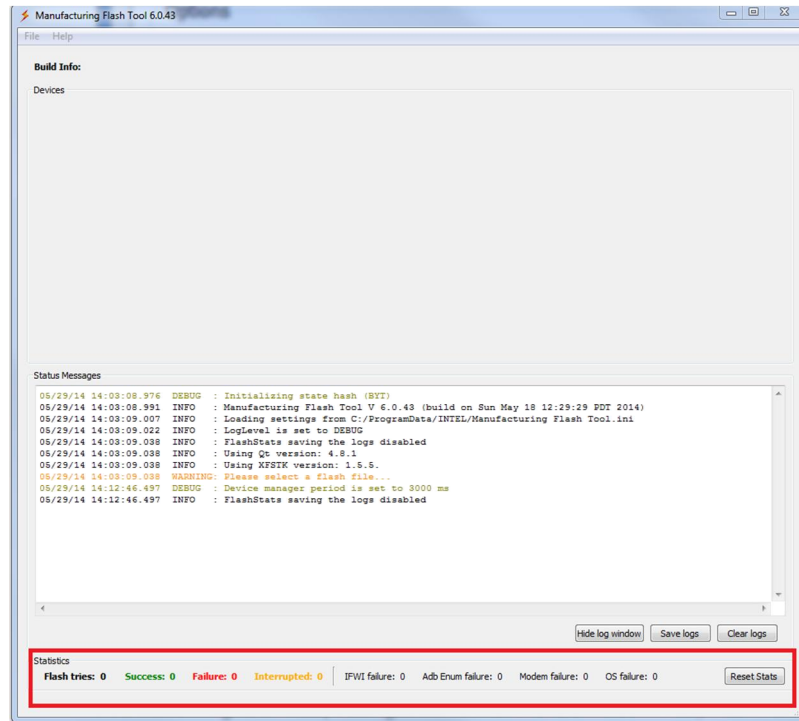 Manufacturing Flash Tool 6.0.43
File Help
Build Info:
Devices
Status Messages
05/29/14 14:03:08.976 DEBUG : Initializing state hash (BYT)
05/29/14 14:03:08.991 INFO : Manufacturing Flash Tool V 6.0.43 (build on Sun May 18 12:29:29 PDT 2014)
05/29/14 14:03:09.007 INFO : Loading settings from C:/ProgramData/INTEL/Manufacturing Flash Tool.ini
05/29/14 14:03:09.022 INFO : LogLevel is set to DEBUG
05/29/14 14:03:09.038 INFO : FlashStats saving the logs disabled
05/29/14 14:03:09.038 INFO : Using Qt version: 4.8.1
05/29/14 14:03:09.038 INFO : Using XFSTK version: 1.5.5.
05/29/14 14:03:09.038 WARNING: Please select a flash file...
05/29/14 14:12:46.497 DEBUG : Device manager period is set to 3000 ms
05/29/14 14:12:46.497 INFO : FlashStats saving the logs disabled
Hide log window Save logs Clear logs
Statistics
Flash tries: 0 Success: 0 Failure: 0 Interrupted: 0 IFWI failure: 0 Adb Enum failure: 0 Modem failure: 0 OS failure: 0 Reset Stats